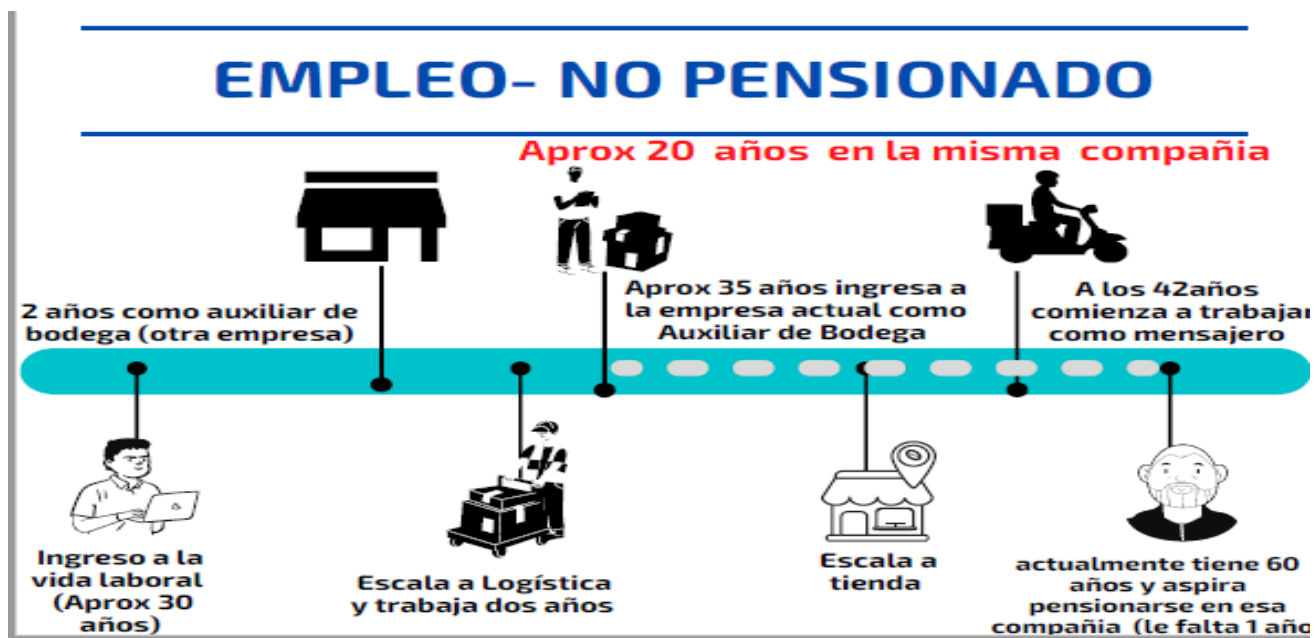 EMPLEO- NO PENSIONADO
Aprox 20 años en la misma compañia
2 años como auxiliar de
bodega (otra empresa)
Aprox 35 años ingresa a
la empresa actual como
Auxiliar de Bodega
A los 42años
comienza a trabajar
como mensajero
Ingreso a la
vida laboral
(Aprox 30
años)
Escala a Logística
y trabaja dos años
Escala a
tienda
actualmente tiene 60
años y aspira
pensionarse en esa
compañia (le falta 1 año